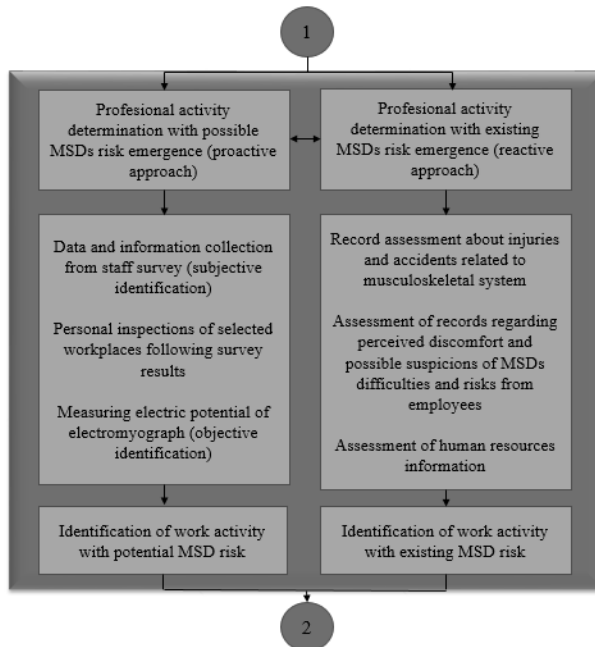 1
Profesional activity
determination with possible
MSDs risk emergence (proactive
approach)
Profesional activity
determination with existing
MSDs risk emergence (reactive
approach)
Data and information collection
from staff survey (subjective
identification)
Personal inspections of selected
workplaces following survey
results
Measuring electric potential of
electromyograph (objective
identification)
Record assessment about injuries
and accidents related to
musculoskeletal system
Assessment of records regarding
perceived discomfort and
possible suspicions of MSDs
difficulties and risks from
employees
Assessment of human resources
information
Identification of work activity
with potential MSD risk
Identification of work activity
with existing MSD risk
2